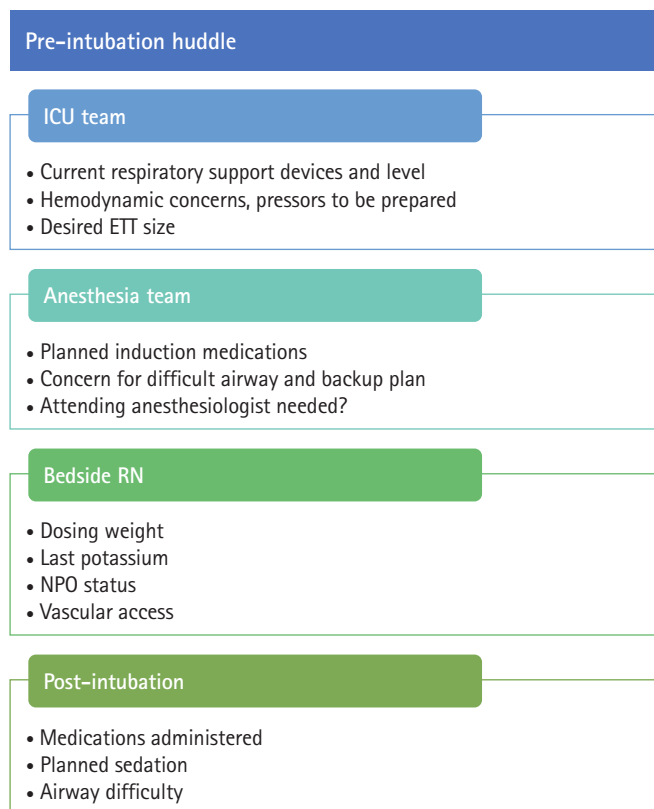 Pre-intubation huddle
ICU team
• Current respiratory support devices and level
• Hemodynamic concerns, pressors to be prepared
• Desired ETT size
Anesthesia team
• Planned induction medications
• Concern for difficult airway and backup plan
• Attending anesthesiologist needed?
Bedside RN
• Dosing weight
• Last potassium
• NPO status
• Vascular access
Post-intubation
• Medications administered
• Planned sedation
• Airway difficulty